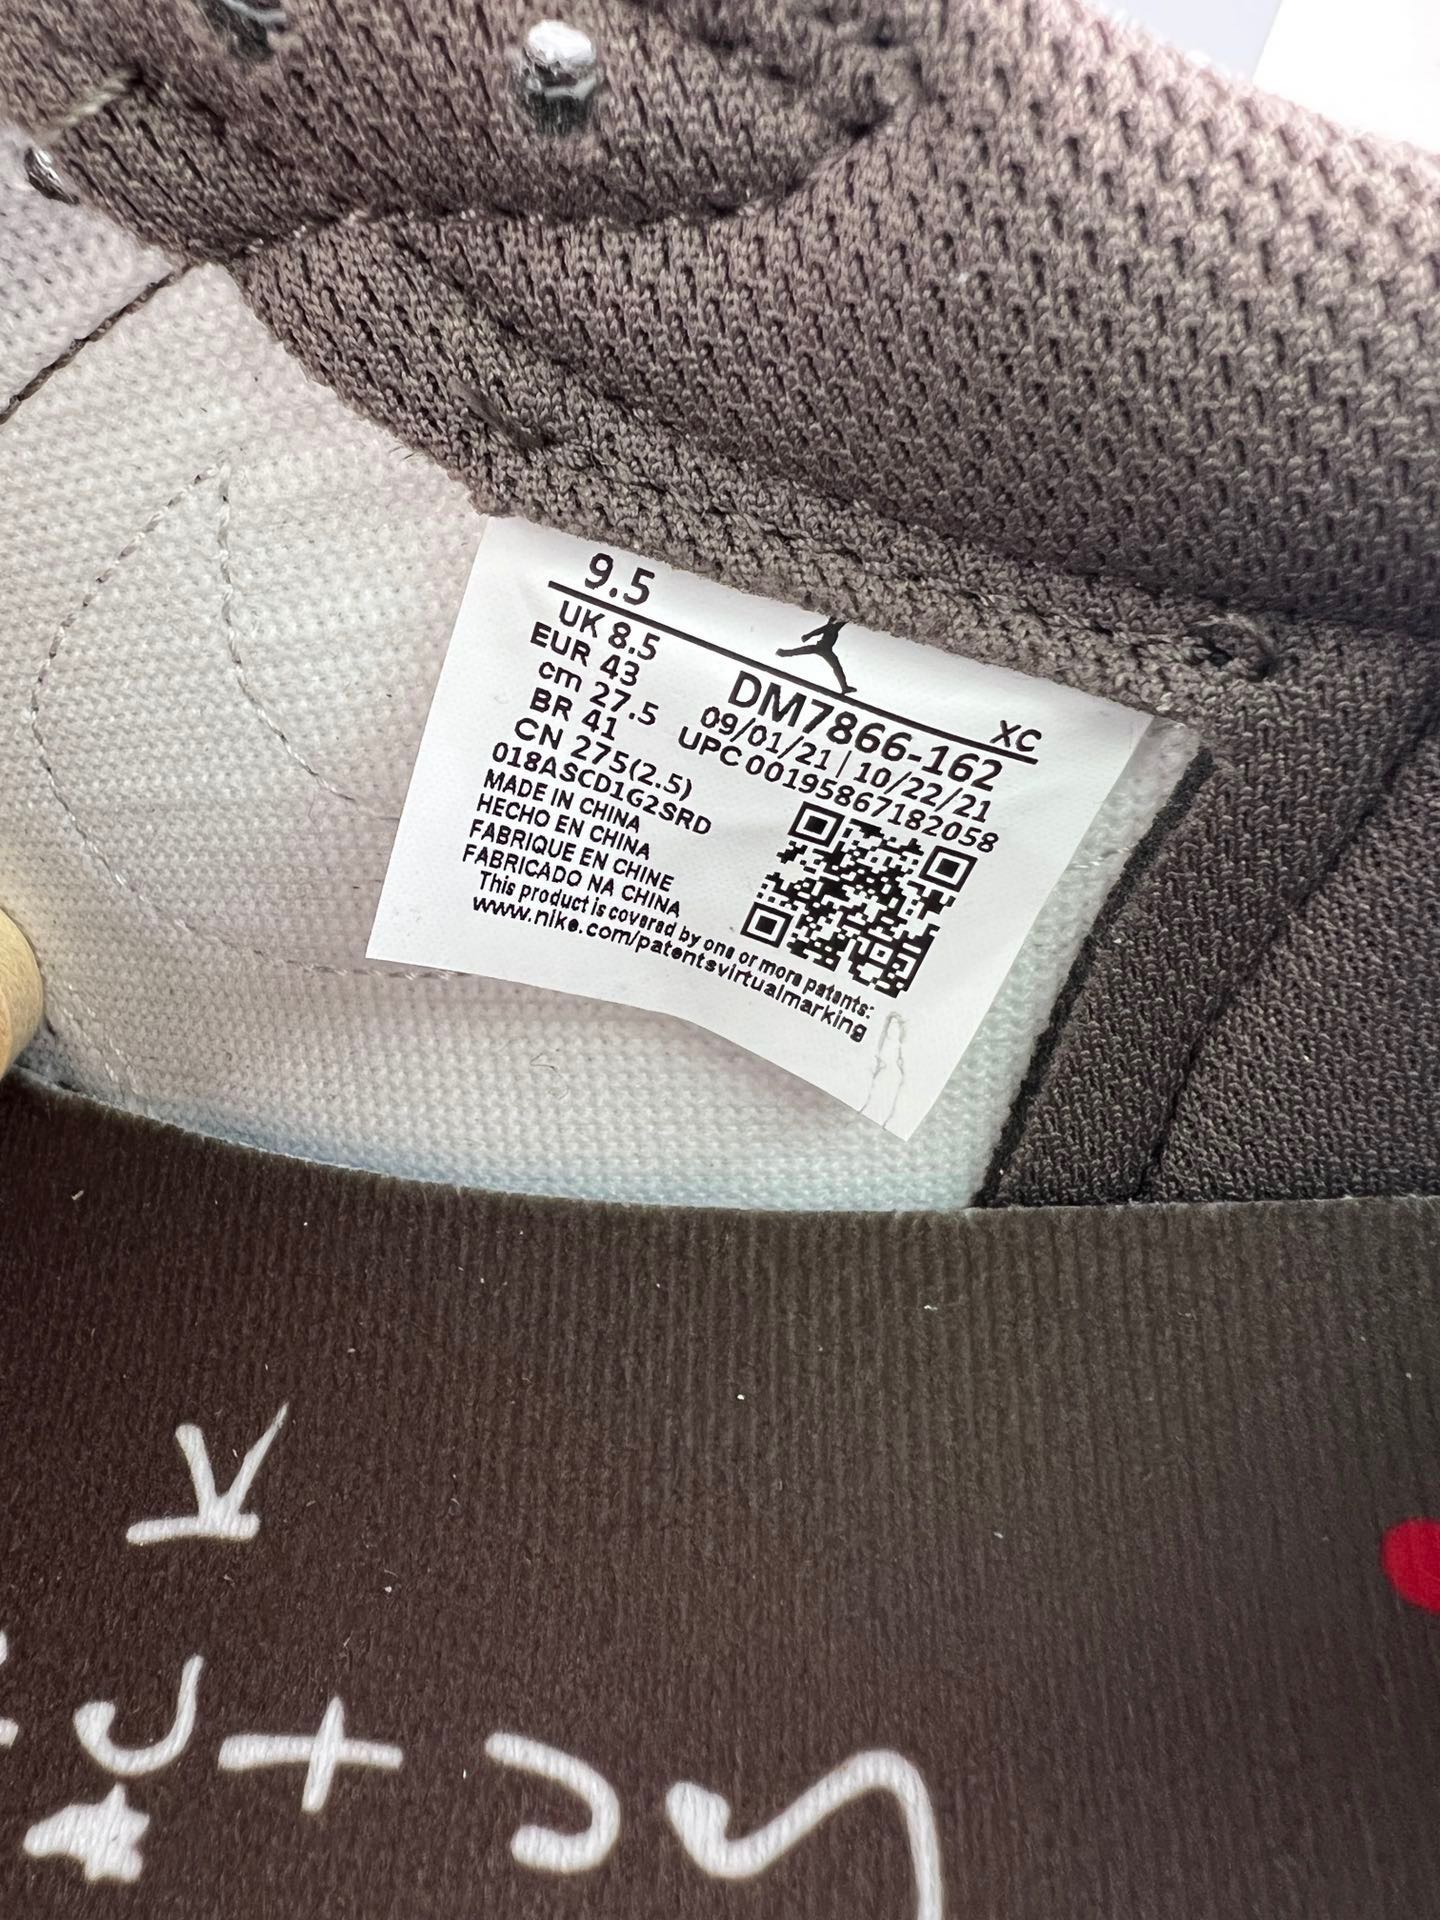 9.5
UK 8.5
EUR 43
cm 27.5
BR 41
CN 275(2.5)
018ASCD1G2SRD
MADE IN CHINA
HECHO EN CHINA
FABRIQUE EN CHINE
FABRICADO NA CHINA
This product is covered by one or more patents:
www.nike.com/patentsvirtualmarking
XC
DM7866-162
09/01/21 | 10/22/21
UPC 00195867182058